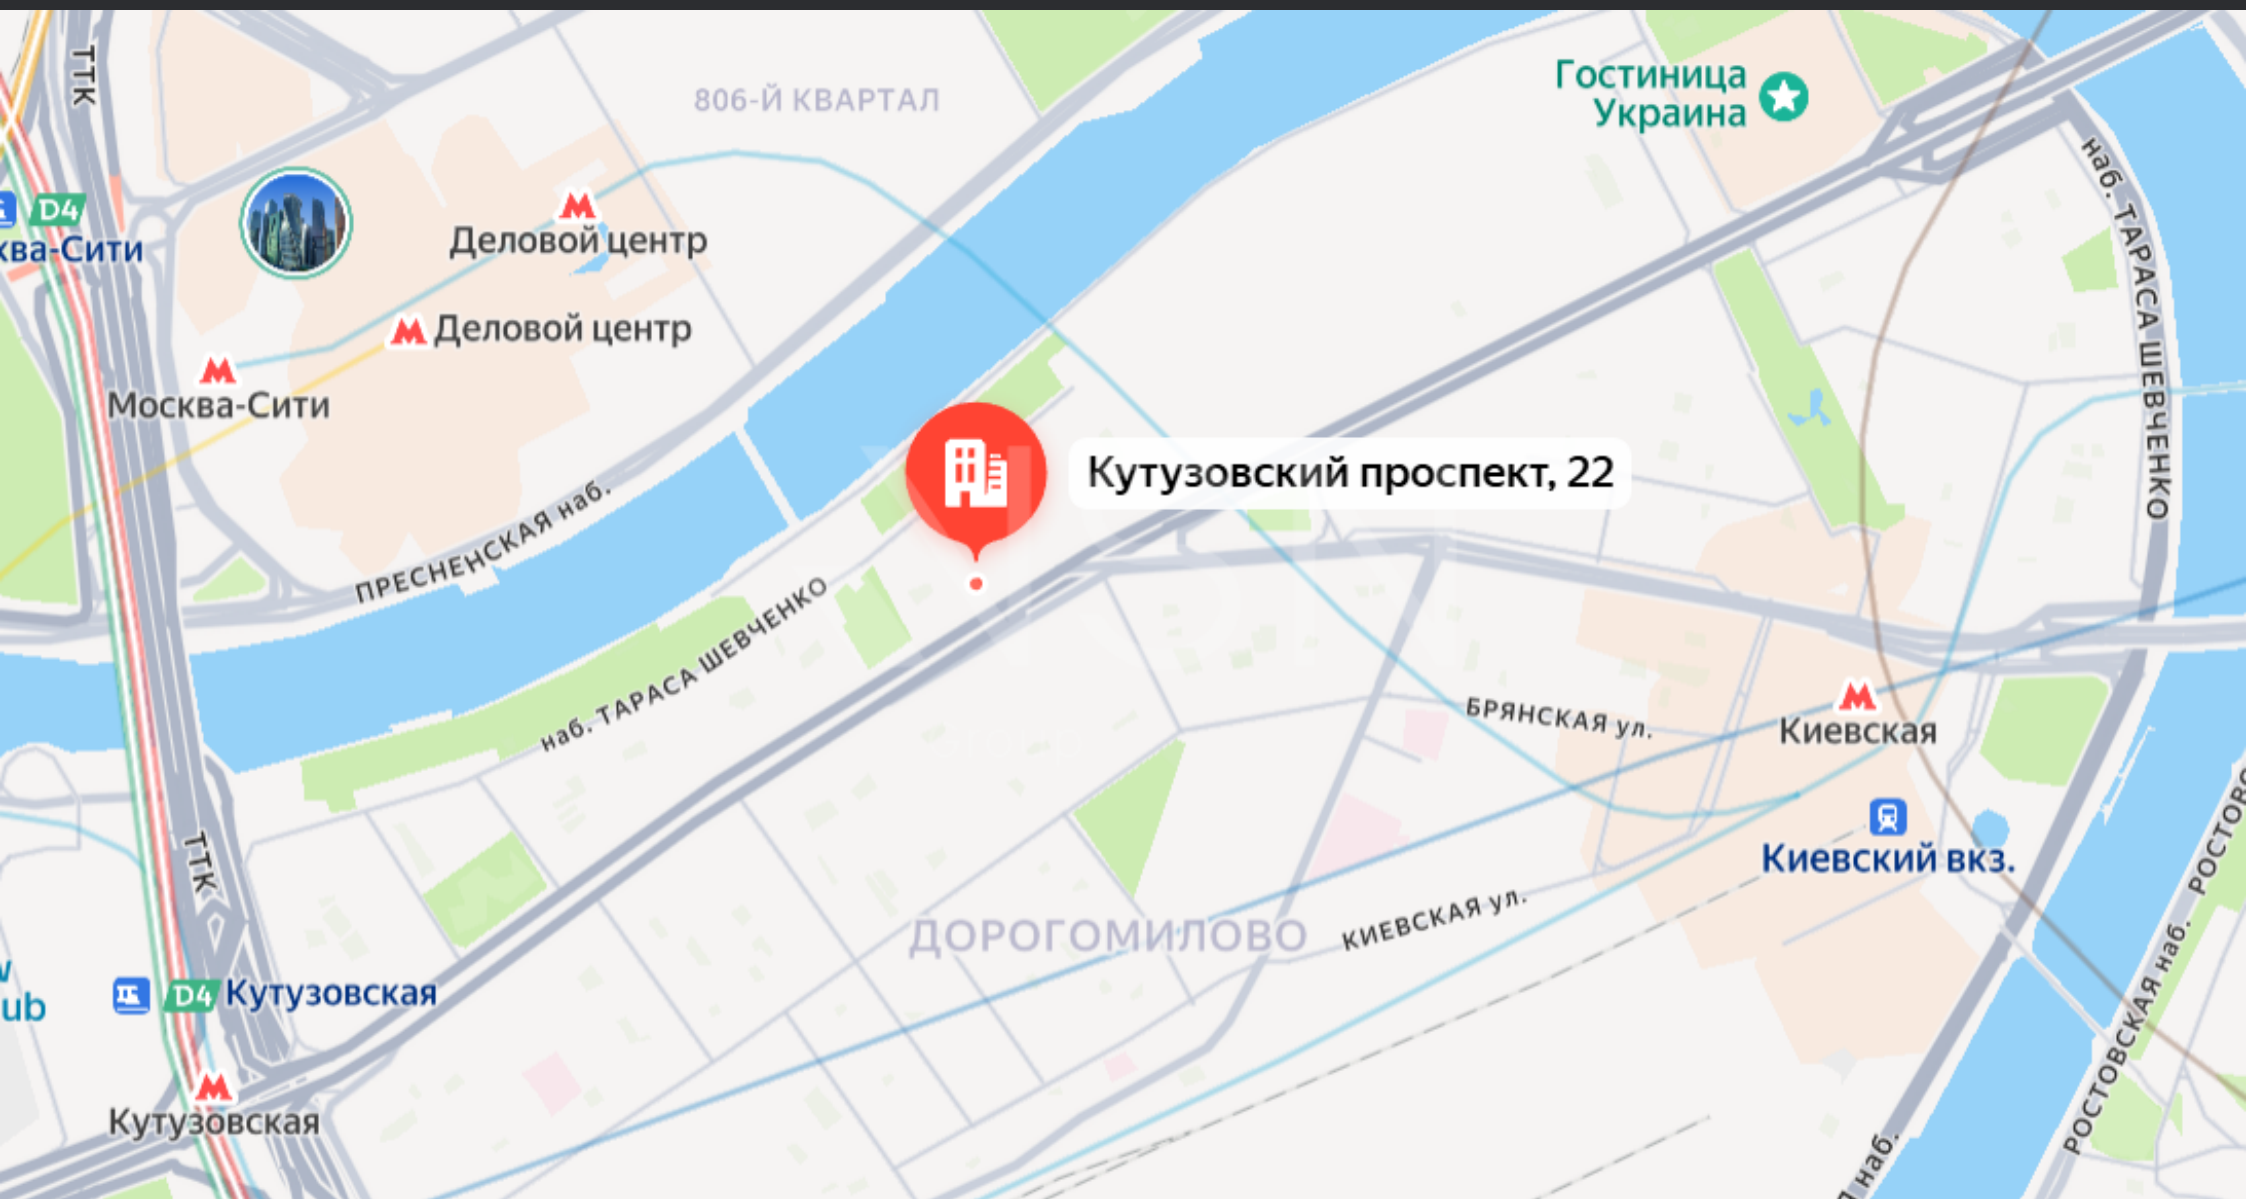 ТТК
806-Й КВАРТАЛ
Гостиница
Украина
наб. ТАРАСА ШЕВЧЕНКО
D4
ква-Сити
Деловой центр
Деловой центр
Москва-Сити
Кутузовский проспект, 22
ПРЕСНЕНСКАЯ наб.
наб. ТАРАСА ШЕВЧЕНКО
БРЯНСКАЯ ул.
Киевская
Киевский вкз.
ТТК
ДОРОГОМИЛОВО
КИЕВСКАЯ ул.
D4 Кутузовская
ub
Кутузовская
РОСТОВСКАЯ наб.
РОСТОВС
наб.